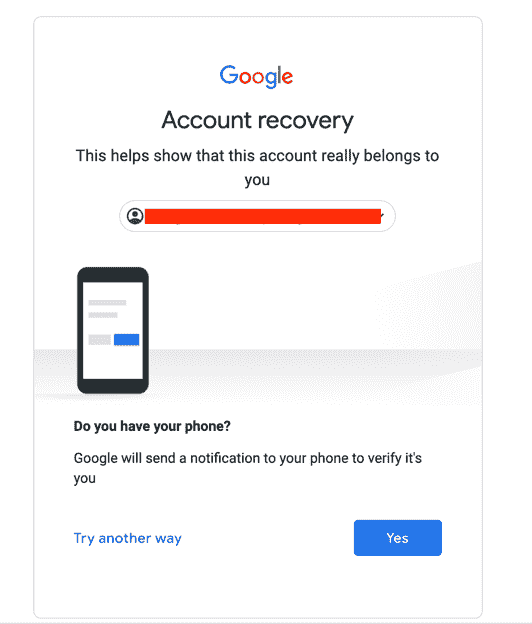 Google
Account recovery
This helps show that this account really belongs to
you
Do you have your phone?
Google will send a notification to your phone to verify it's
you
Try another way
Yes